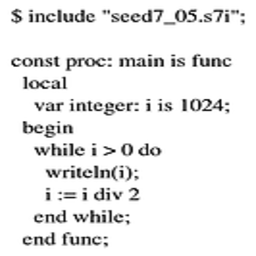 $ include "seed7_05.s7i";
const proc: main is func
local
var integer: i is 1024;
begin
while i > 0 do
writeln(i);
i := i div 2
end while;
end func;